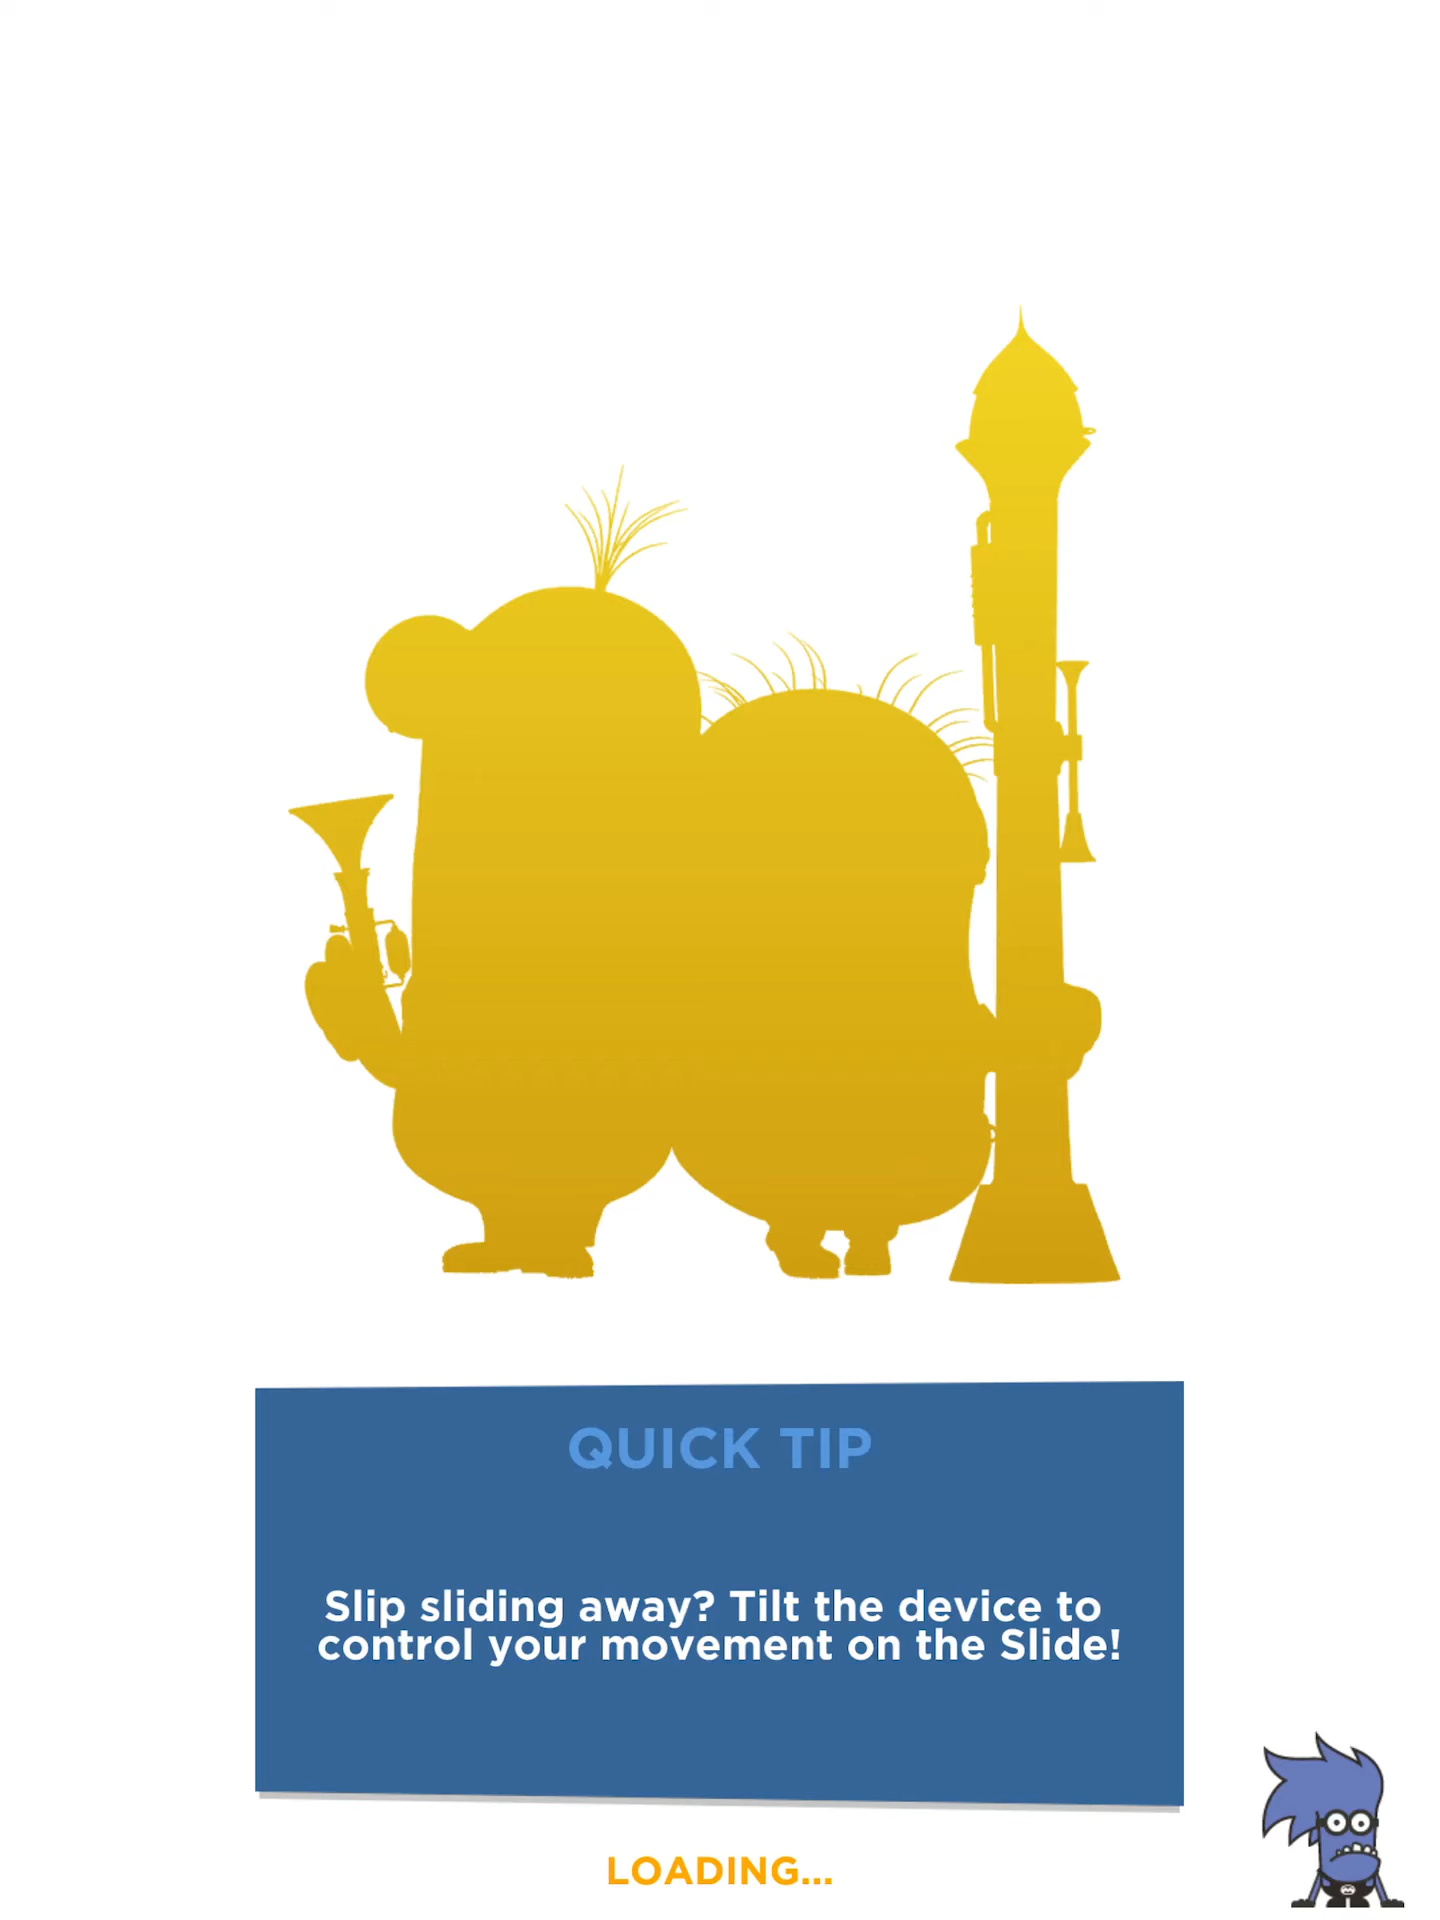 QUICK TIP
Slip sliding away? Tilt the device to
control your movement on the Slide!
LOADING...